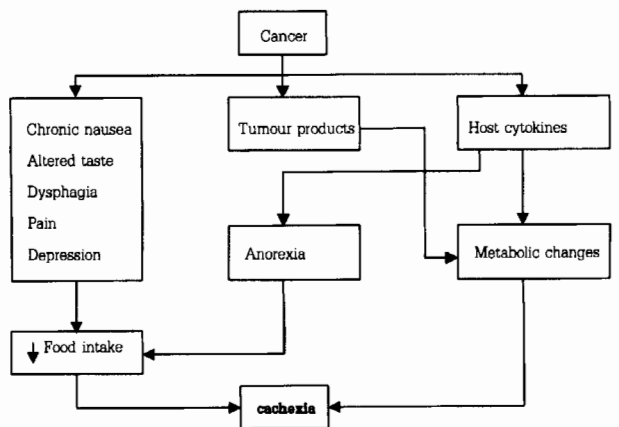 Cancer
Chronic nausea
Altered taste
Dysphagia
Pain
Depression
Tumour products
Host cytokines
Anorexia
Metabolic changes
↓ Food intake
cachexia